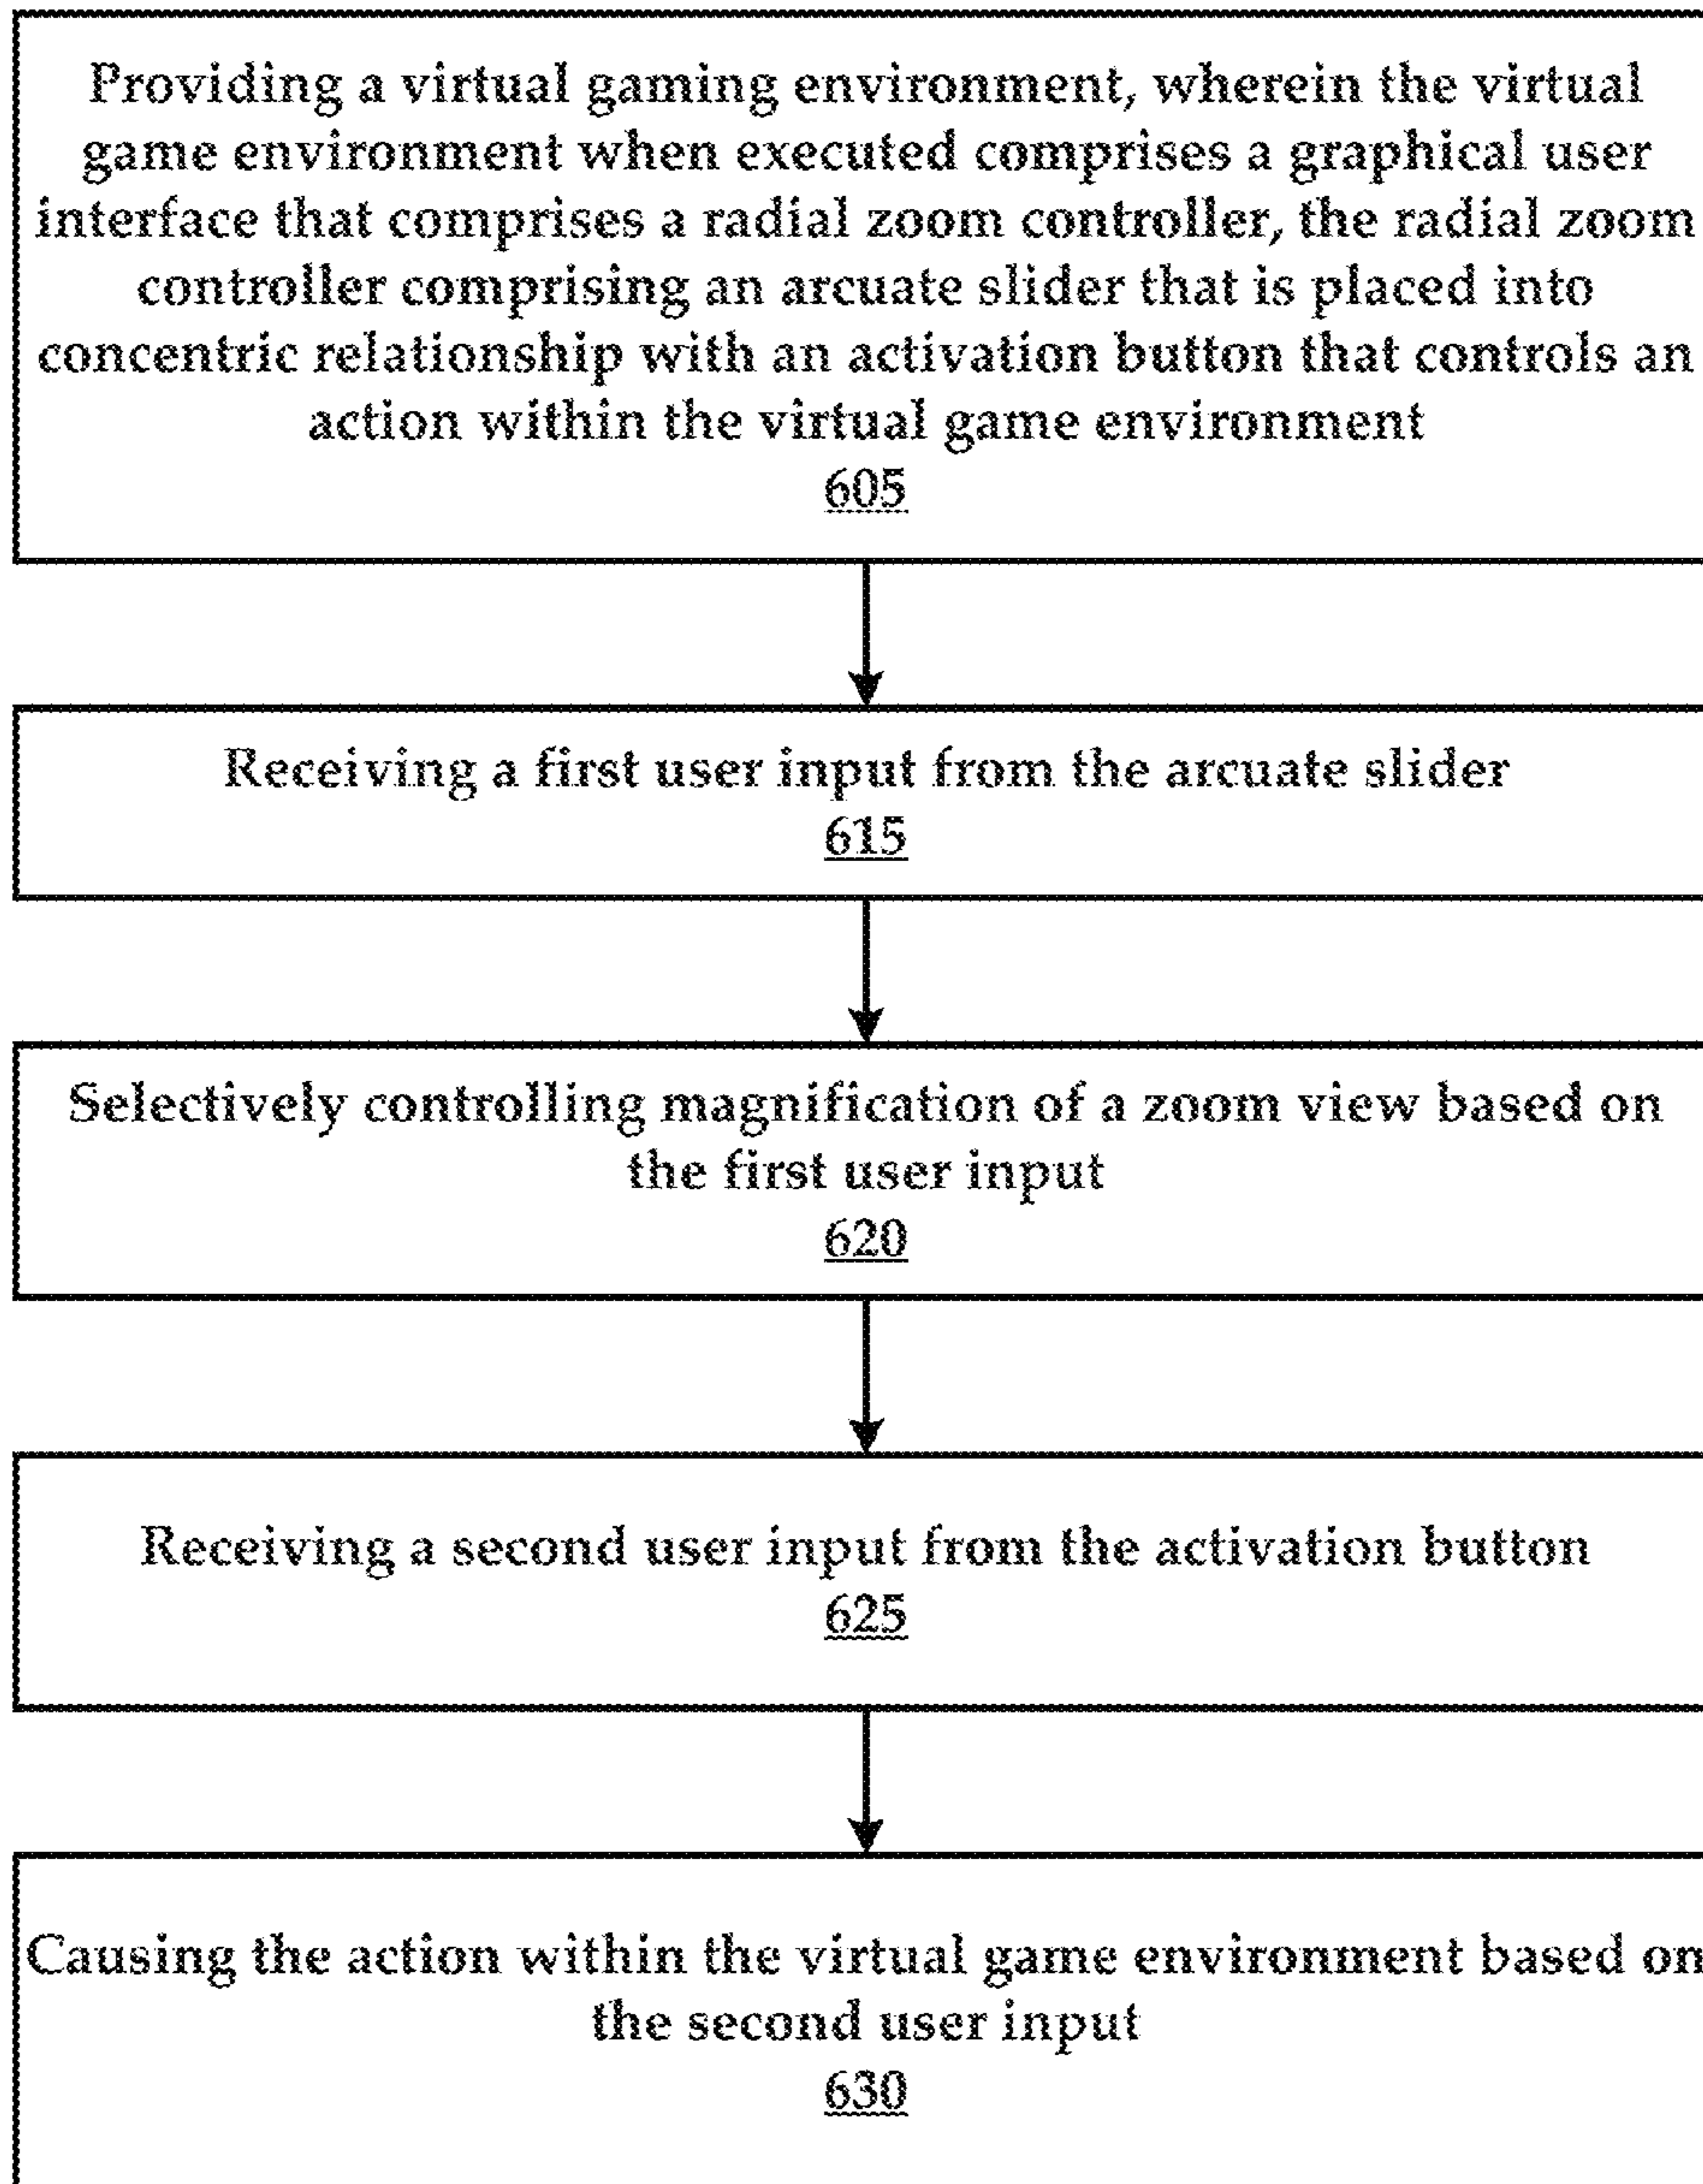 Providing a virtual gaming environment, wherein the virtual
game environment when executed comprises a graphical user
interface that comprises a radial zoom controller, the radial zoom
controller comprising an arcuate slider that is placed into
concentric relationship with an activation button that controls an
action within the virtual game environment
605
Receiving a first user input from the arcuate slider
615
Selectively controlling magnification of a zoom view based on
the first user input
620
Receiving a second user input from the activation button
625
Causing the action within the virtual game environment based on
the second user input
630